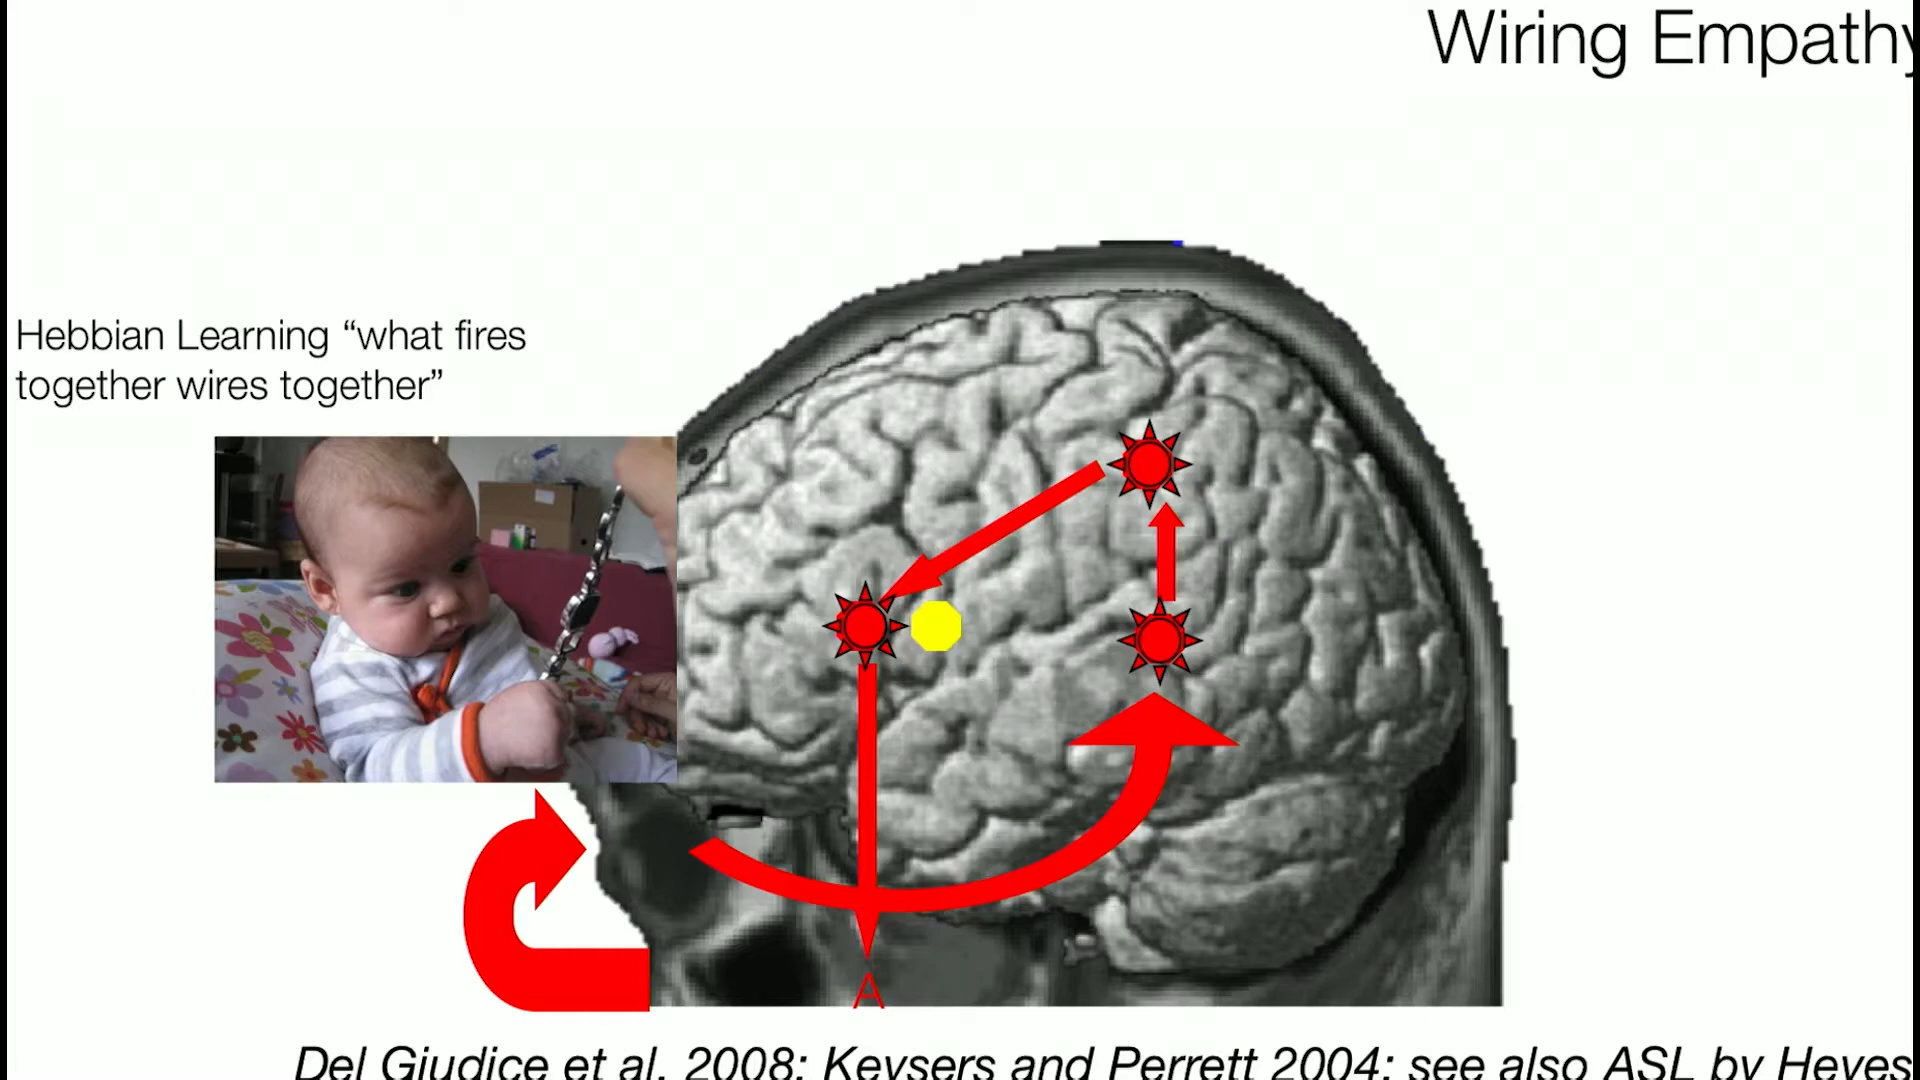 Wiring Empathy
Hebbian Learning “what fires
together wires together”
A
Del Giudice et al. 2008; Keysers and Perrett 2004; see also ASL by Heyes